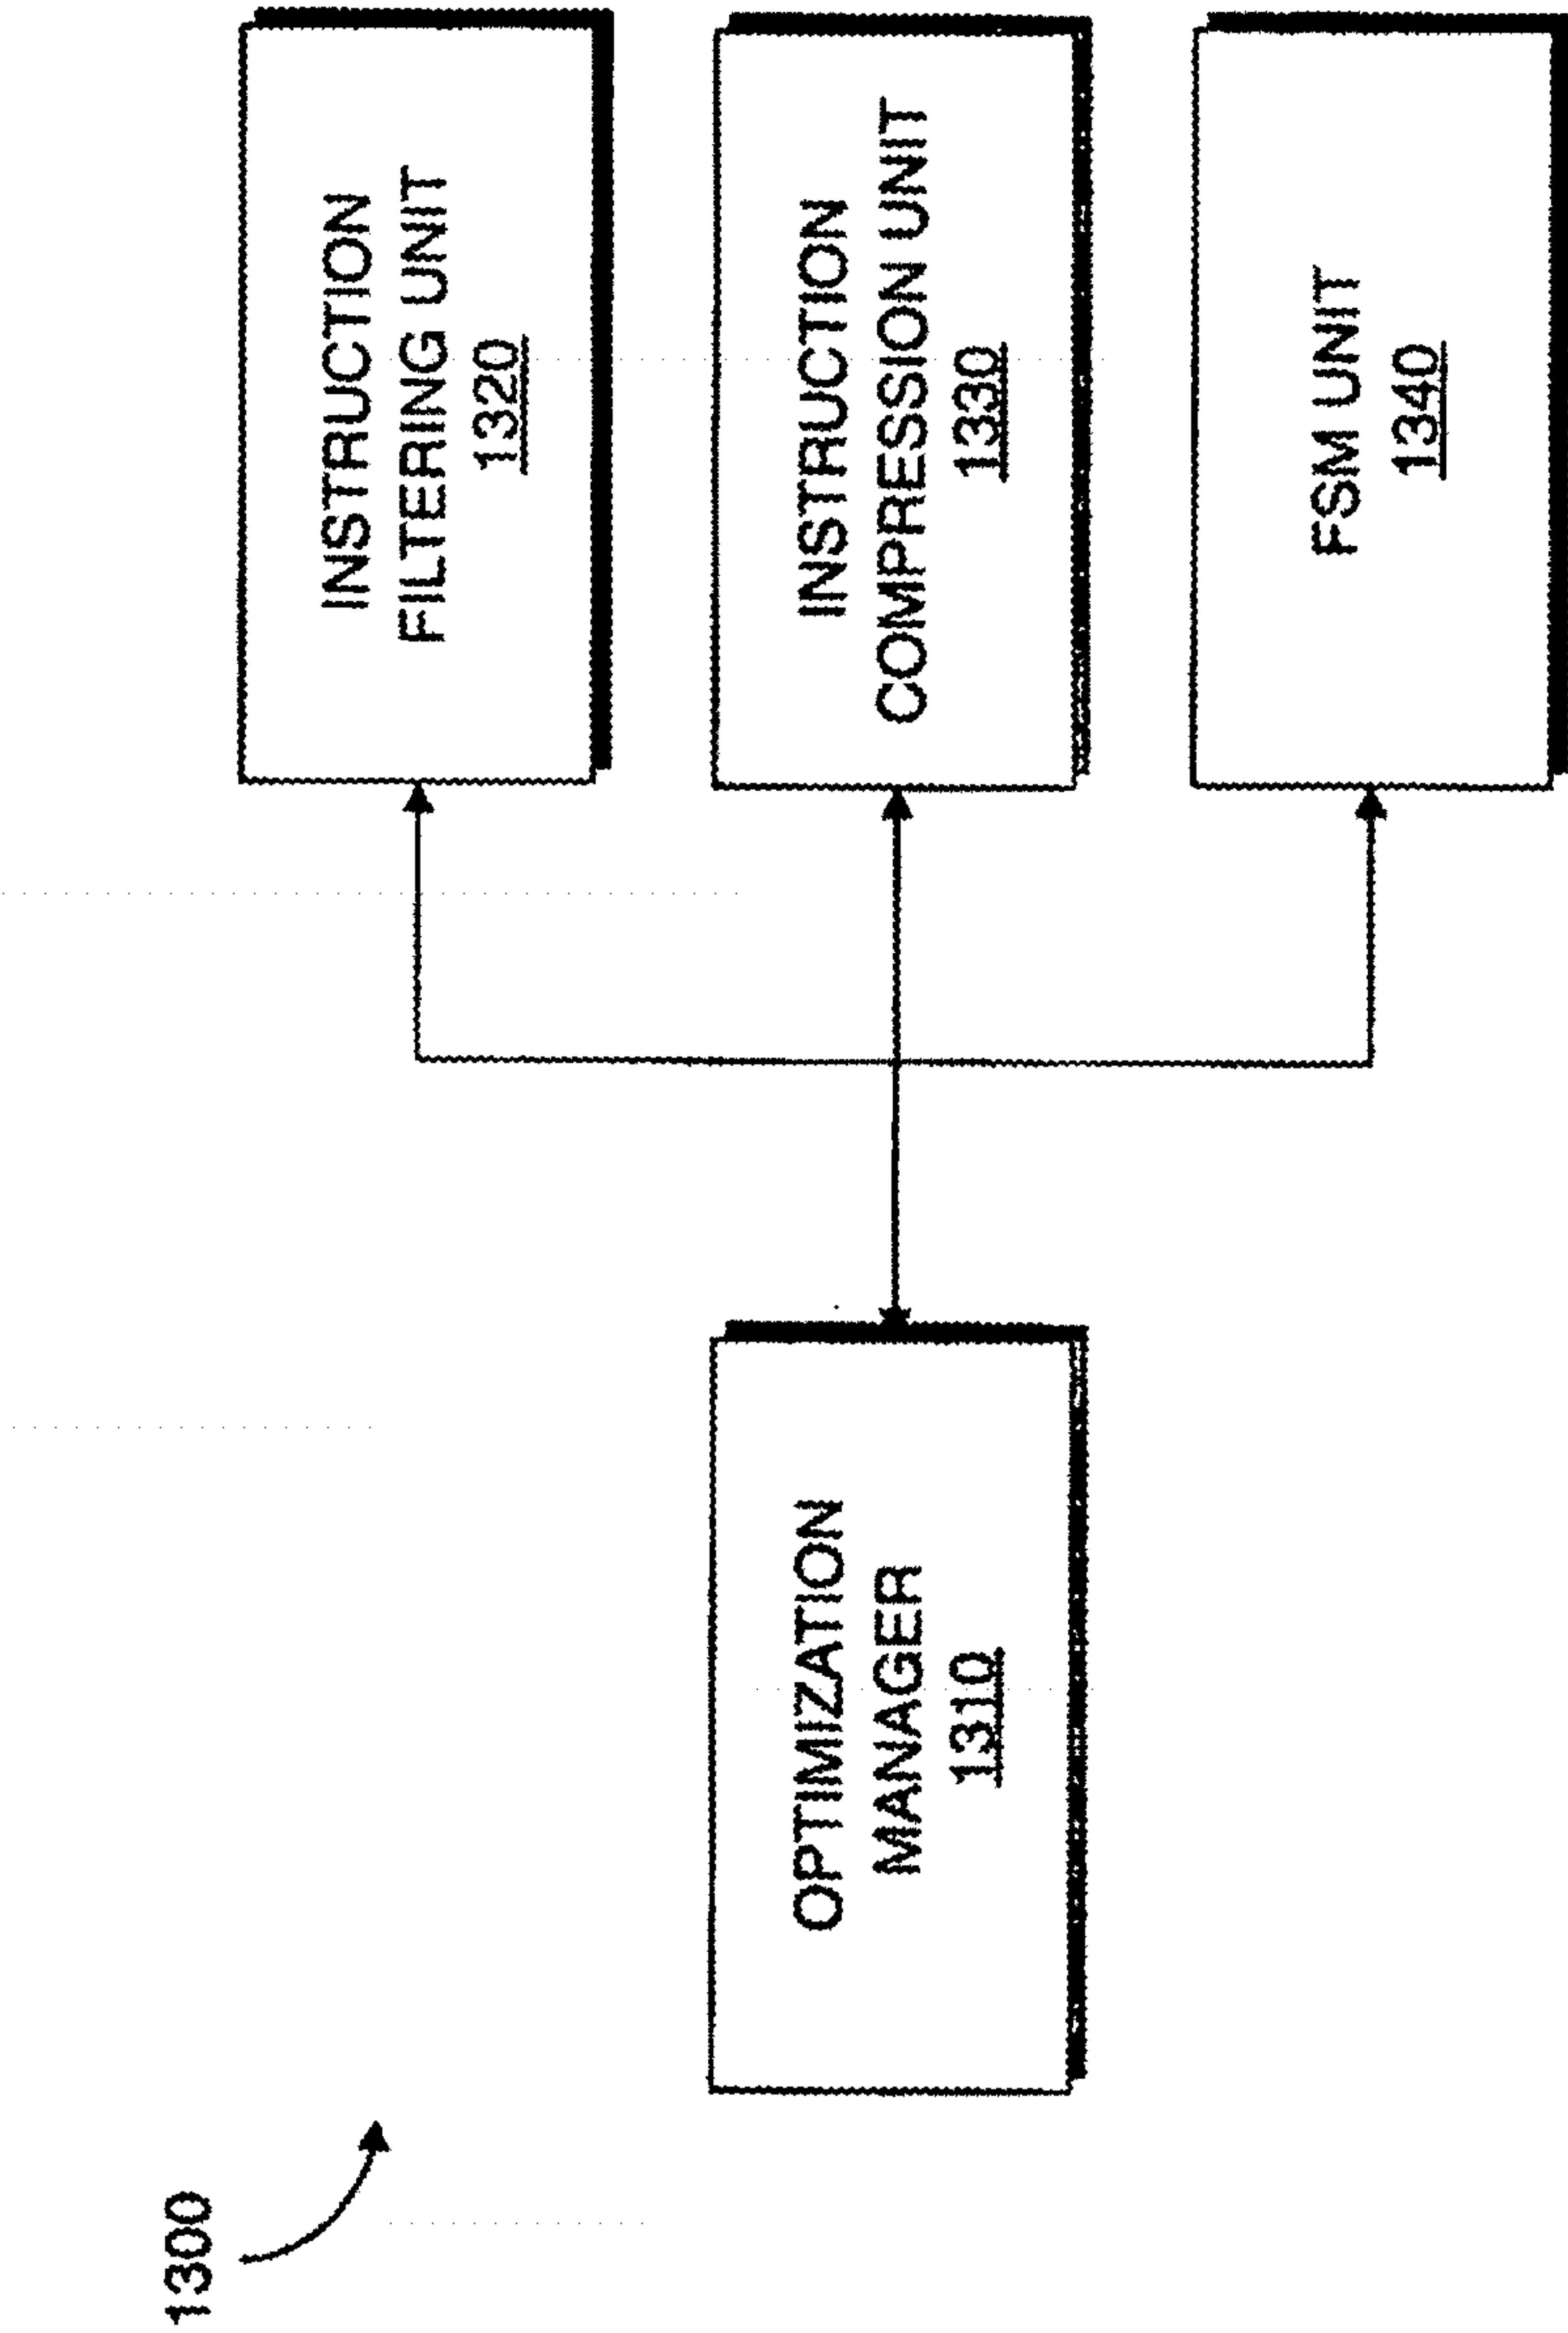 1300
OPTIMIZATION
MANAGER
1310
INSTRUCTION
FILTERING UNIT
1320
INSTRUCTION
COMPRESSION UNIT
1330
FSM UNIT
1340